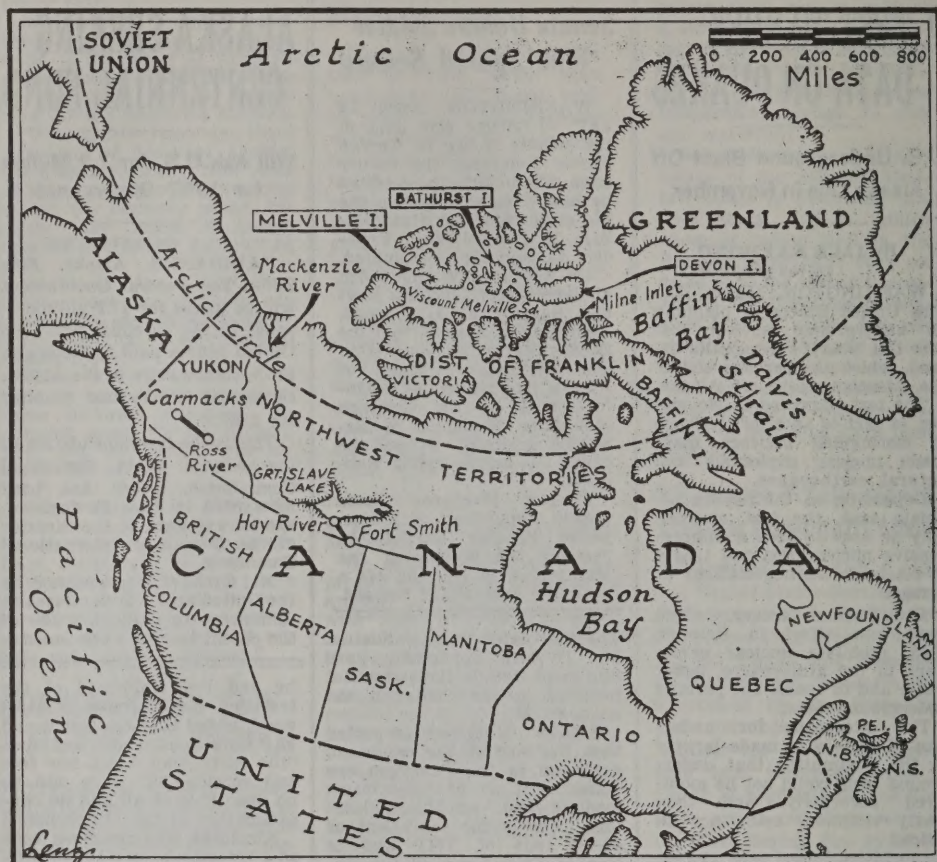 SOVIET
UNION
Arctic Ocean
0 200 400 600 800
Miles
GREENLAND
BATHURST I.
MELVILLE I.
DEVON I.
ALASKA
Arctic Circle
Mackenzie
River
Viscount Melville Sd.
Milne Inlet
Baffin
Bay
Dalvis
Strait
DIST. OF FRANKLIN
VICTORIA
BAFFIN I.
YUKON
Carmacks
Ross
River
NORTHWEST TERRITORIES
GRT. SLAVE
LAKE
Hay River
Fort Smith
CANADA
Pacific
Ocean
BRITISH
COLUMBIA
ALBERTA
SASK.
MANITOBA
Hudson
Bay
ONTARIO
QUEBEC
NEWFOUNDLAND
P.E.I.
N.B.
N.S.
UNITED
STATES